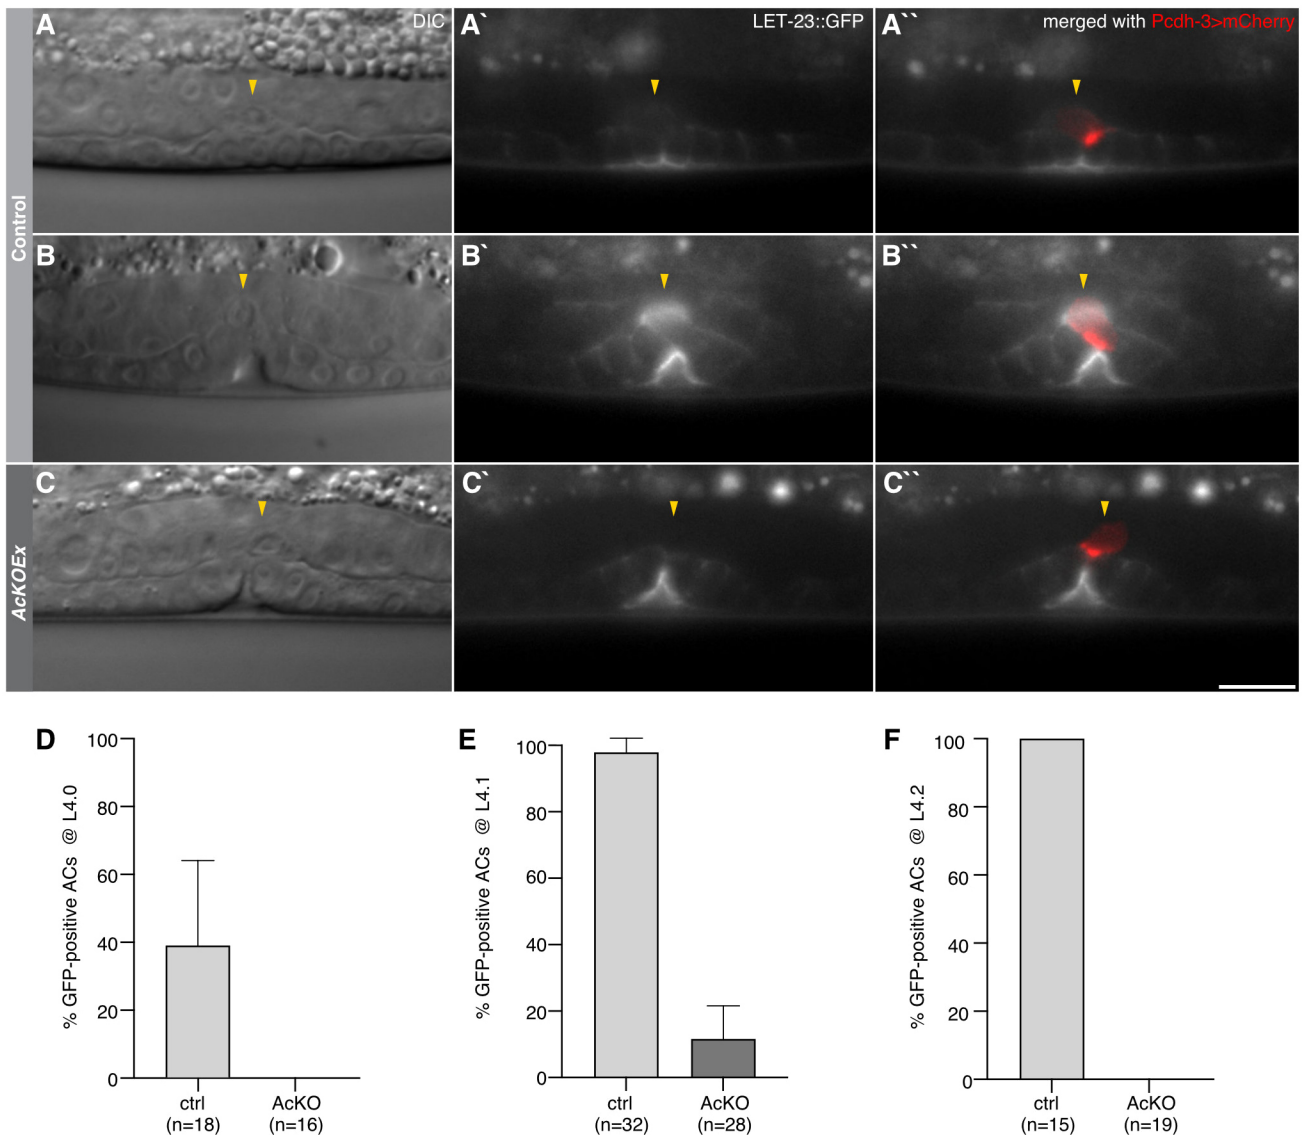 A DIC
A` LET-23::GFP
A`` merged with Pcdh-3>mCherry
Control
B
B`
B``
AcKOEx
C
C`
C``
D
% GFP-positive ACs @ L4.0
100
80
60
40
20
0
ctrl
(n=18)
AcKO
(n=16)
E
% GFP-positive ACs @ L4.1
100
80
60
40
20
0
ctrl
(n=32)
AcKO
(n=28)
F
% GFP-positive ACs @ L4.2
100
80
60
40
20
0
ctrl
(n=15)
AcKO
(n=19)